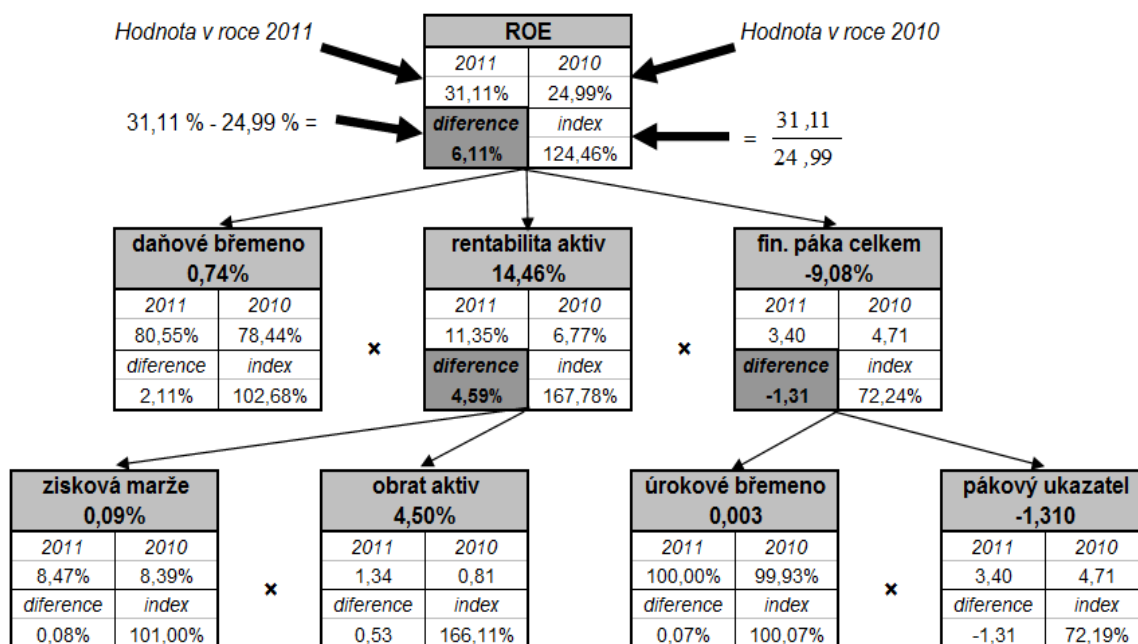 Hodnota v roce 2011
ROE
Hodnota v roce 2010
2011 2010
31,11% 24,99%
31,11 % - 24,99 % =
diference index
6,11% 124,46%
= 31 ,11
24 ,99
daňové břemeno
0,74%
2011 2010
80,55% 78,44%
diference index
2,11% 102,68%
×
rentabilita aktiv
14,46%
2011 2010
11,35% 6,77%
diference index
4,59% 167,78%
×
fin. páka celkem
-9,08%
2011 2010
3,40 4,71
diference index
-1,31 72,24%
zisková marže
0,09%
2011 2010
8,47% 8,39%
diference index
0,08% 101,00%
×
obrat aktiv
4,50%
2011 2010
1,34 0,81
diference index
0,53 166,11%
úrokové břemeno
0,003
2011 2010
100,00% 99,93%
diference index
0,07% 100,07%
×
pákový ukazatel
-1,310
2011 2010
3,40 4,71
diference index
-1,31 72,19%